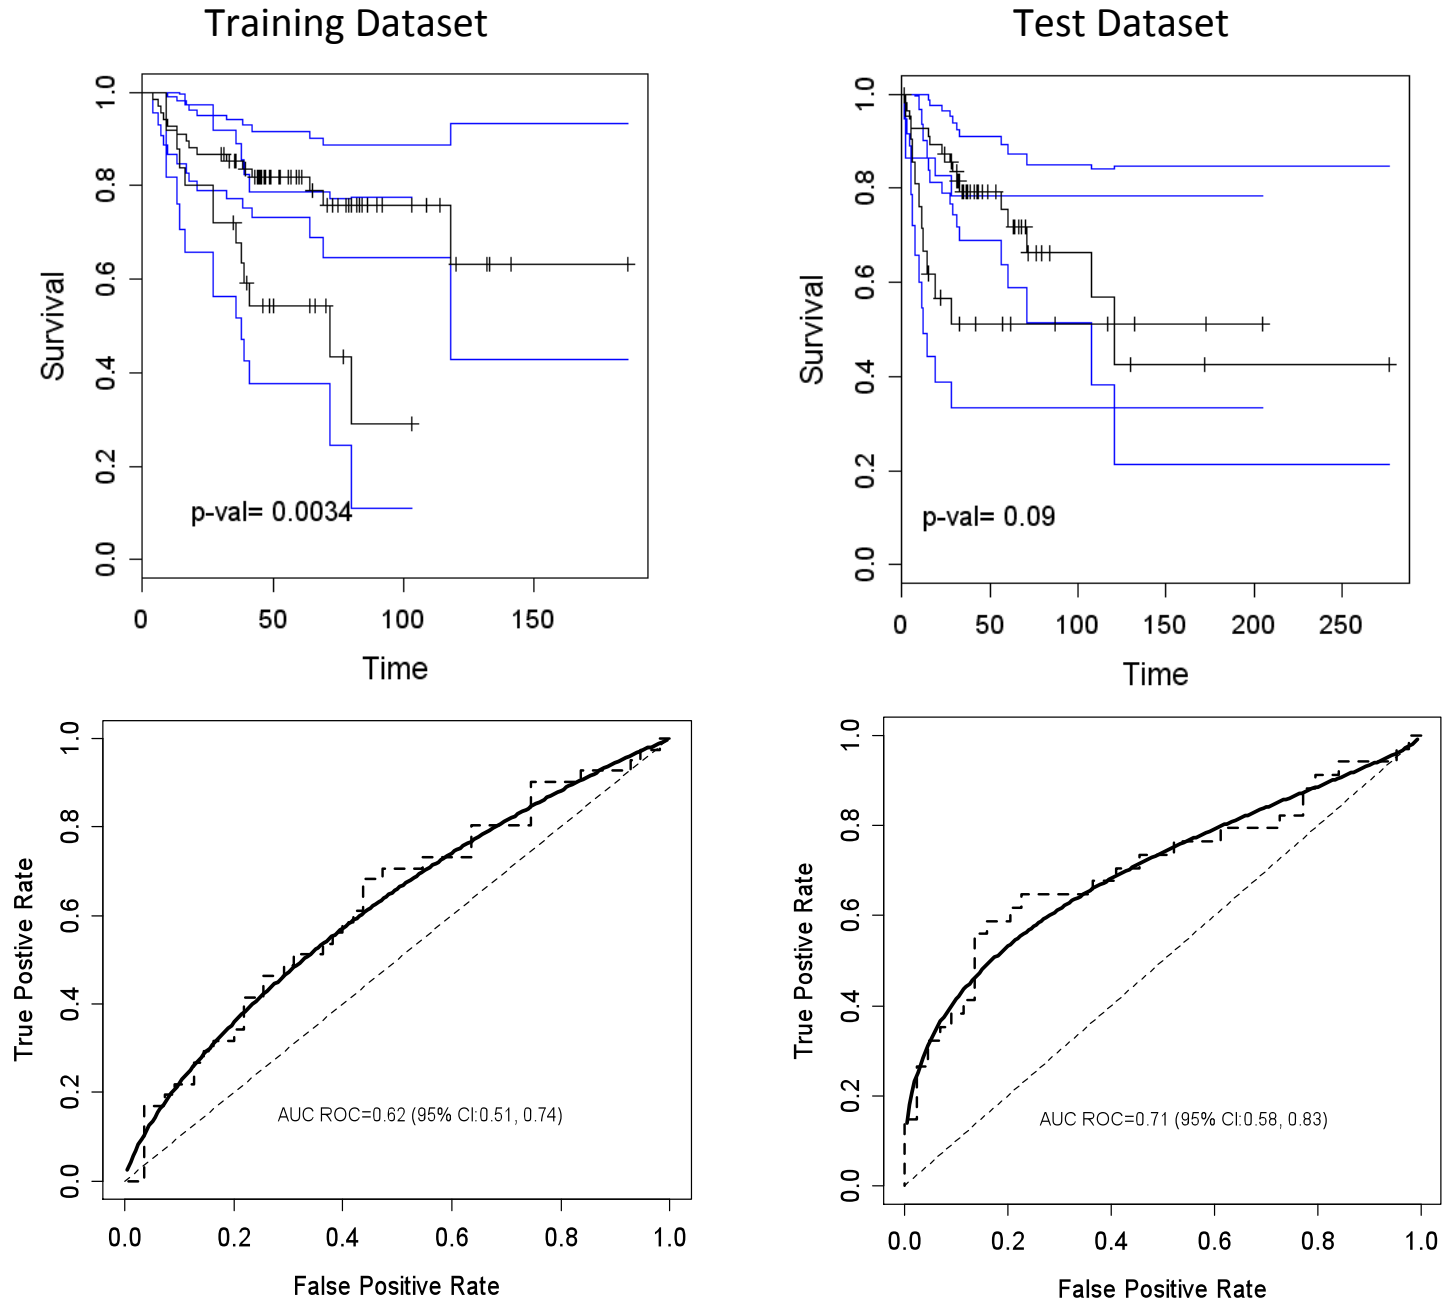 Training Dataset
Test Dataset
1.0
0.8
0.6
0.4
0.2
0.0
Survival
p-val= 0.0034
0 50 100 150
Time
1.0
0.8
0.6
0.4
0.2
0.0
Survival
p-val= 0.09
0 50 100 150 200 250
Time
1.0
0.8
0.6
0.4
0.2
0.0
True Postive Rate
AUC ROC=0.62 (95% CI:0.51, 0.74)
0.0 0.2 0.4 0.6 0.8 1.0
False Positive Rate
1.0
0.8
0.6
0.4
0.2
0.0
True Postive Rate
AUC ROC=0.71 (95% CI:0.58, 0.83)
0.0 0.2 0.4 0.6 0.8 1.0
False Positive Rate